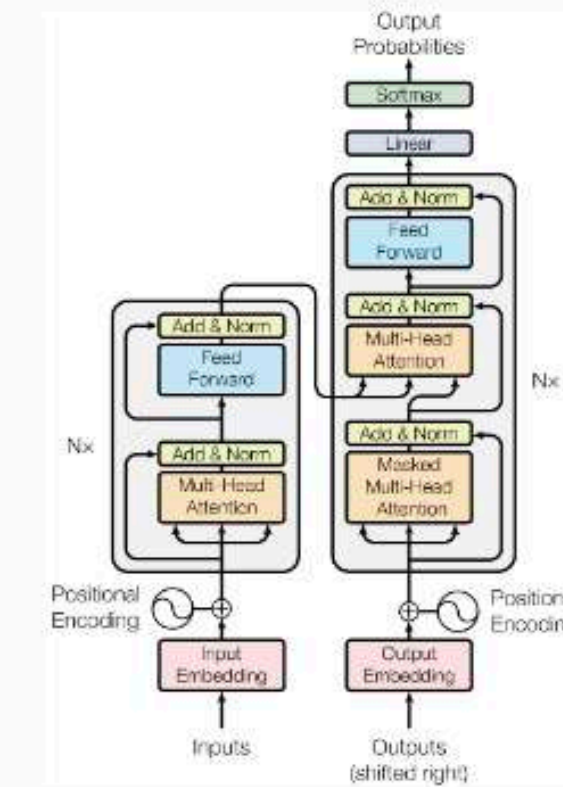 Output
Probabilities
Softmax
Linear
Add & Norm
Feed
Forward
Add & Norm
Multi-Head
Attention
Add & Norm
Masked
Multi-Head
Attention
Nx
Add & Norm
Feed
Forward
Add & Norm
Multi-Head
Attention
Nx
Positional
Encoding
Positional
Encoding
Input
Embedding
Output
Embedding
Inputs
Outputs
(shifted right)